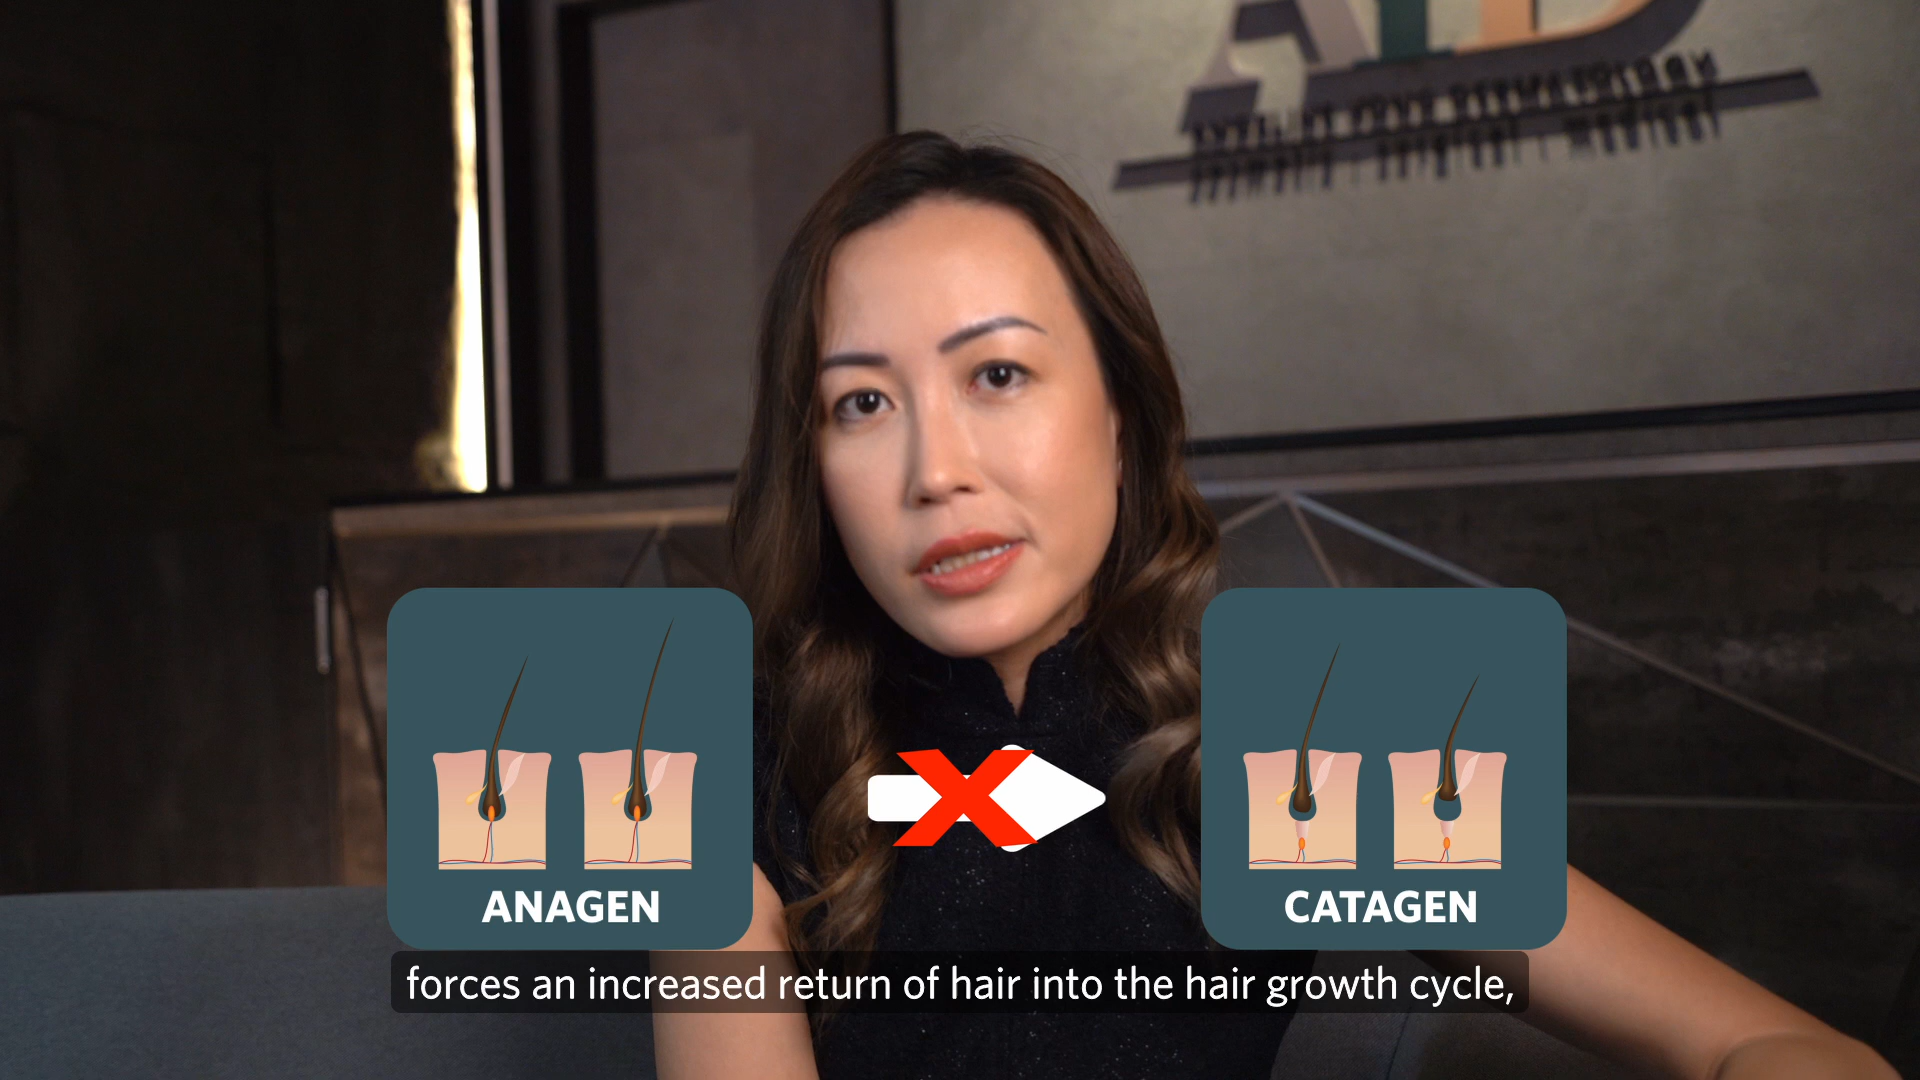 ANAGEN
CATAGEN
forces an increased return of hair into the hair growth cycle,